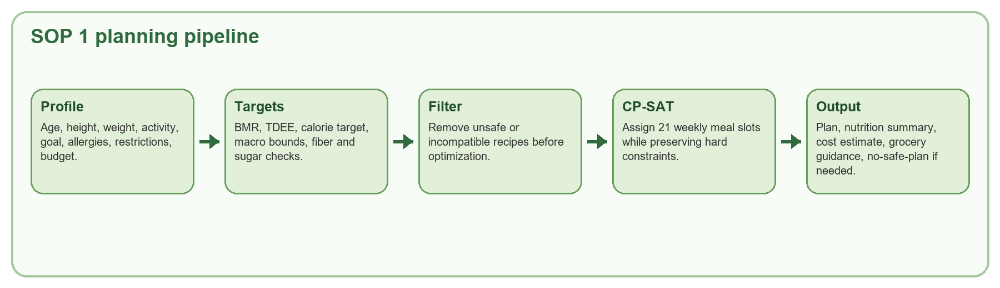 SOP 1 planning pipeline
Profile
Age, height, weight, activity,
goal, allergies, restrictions,
budget.
Targets
BMR, TDEE, calorie target,
macro bounds, fiber and
sugar checks.
Filter
Remove unsafe or
incompatible recipes before
optimization.
CP-SAT
Assign 21 weekly meal slots
while preserving hard
constraints.
Output
Plan, nutrition summary,
cost estimate, grocery
guidance, no-safe-plan if
needed.